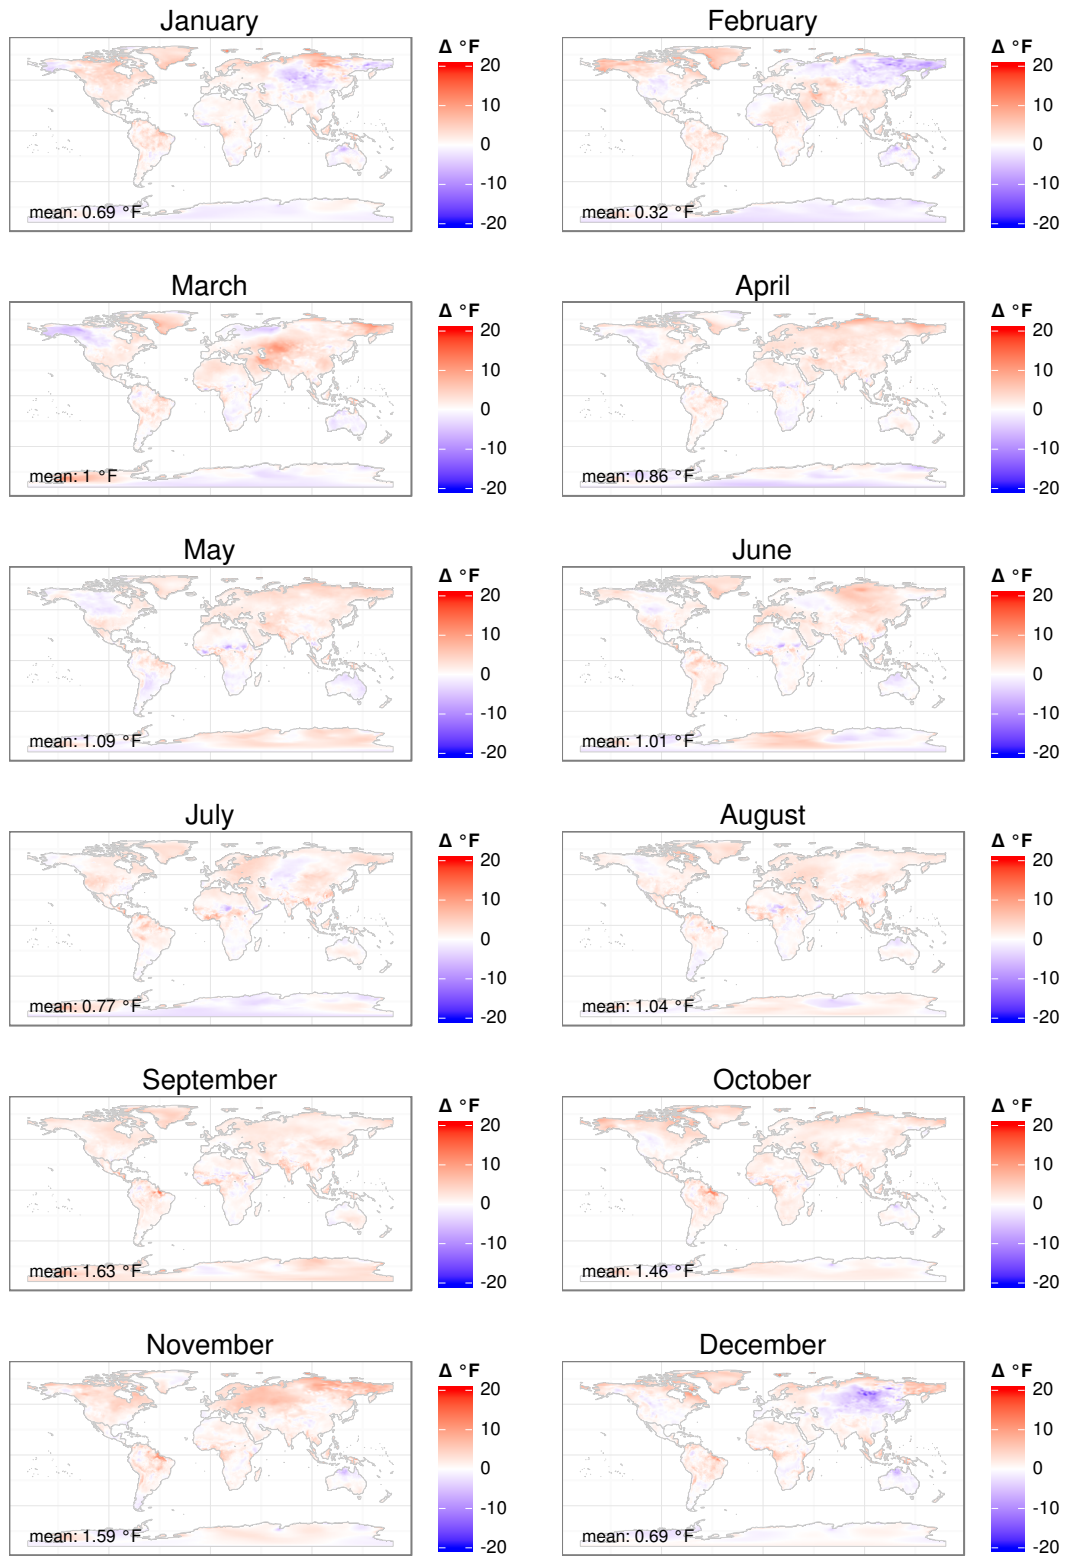 January
February
Δ °F
20
10
0
-10
-20
mean: 0.69 °F
Δ °F
20
10
0
-10
-20
mean: 0.32 °F
March
April
Δ °F
20
10
0
-10
-20
mean: 1 °F
Δ °F
20
10
0
-10
-20
mean: 0.86 °F
May
June
Δ °F
20
10
0
-10
-20
mean: 1.09 °F
Δ °F
20
10
0
-10
-20
mean: 1.01 °F
July
August
Δ °F
20
10
0
-10
-20
mean: 0.77 °F
Δ °F
20
10
0
-10
-20
mean: 1.04 °F
September
October
Δ °F
20
10
0
-10
-20
mean: 1.63 °F
Δ °F
20
10
0
-10
-20
mean: 1.46 °F
November
December
Δ °F
20
10
0
-10
-20
mean: 1.59 °F
Δ °F
20
10
0
-10
-20
mean: 0.69 °F